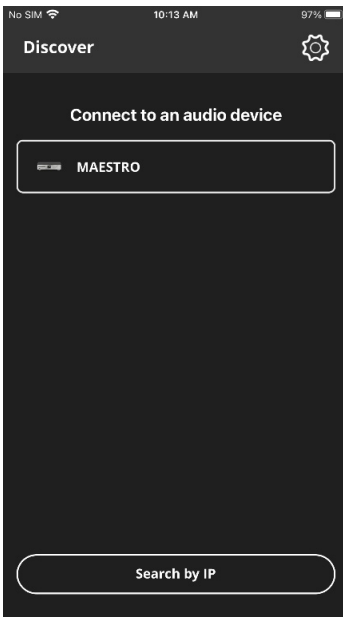 No SIM 10:13 AM 97%
Discover
Connect to an audio device
MAESTRO
Search by IP